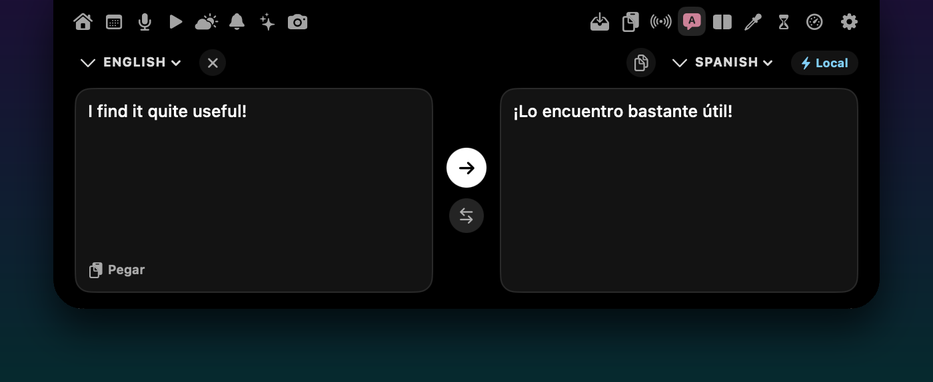 A
ENGLISH
SPANISH
Local
I find it quite useful!
¡Lo encuentro bastante útil!
Pegar